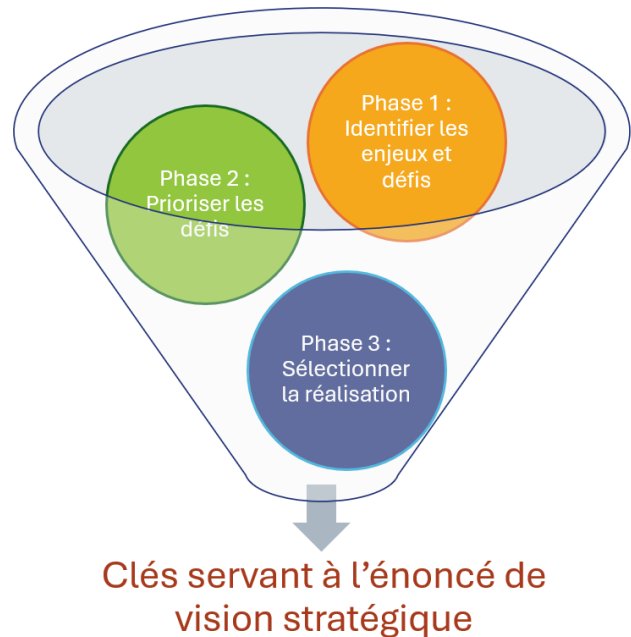 Phase 1 :
Identifier les
enjeux et
défis
Phase 2 :
Prioriser les
défis
Phase 3 :
Sélectionner
la réalisation
Clés servant à l’énoncé de
vision stratégique